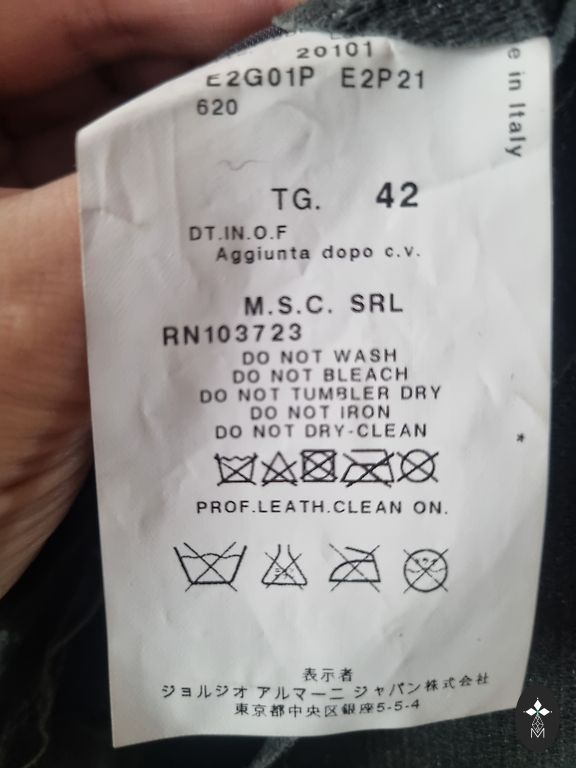 20101
E2G01P E2P21
620
e in Italy
TG. 42
DT.IN.O.F
Aggiunta dopo c.v.
M.S.C. SRL
RN103723
DO NOT WASH
DO NOT BLEACH
DO NOT TUMBLER DRY
DO NOT IRON
DO NOT DRY-CLEAN
*
PROF.LEATH.CLEAN ON.
表示者
ジョルジオ アルマーニ ジャパン株式会社
東京都中央区銀座5-5-4
M